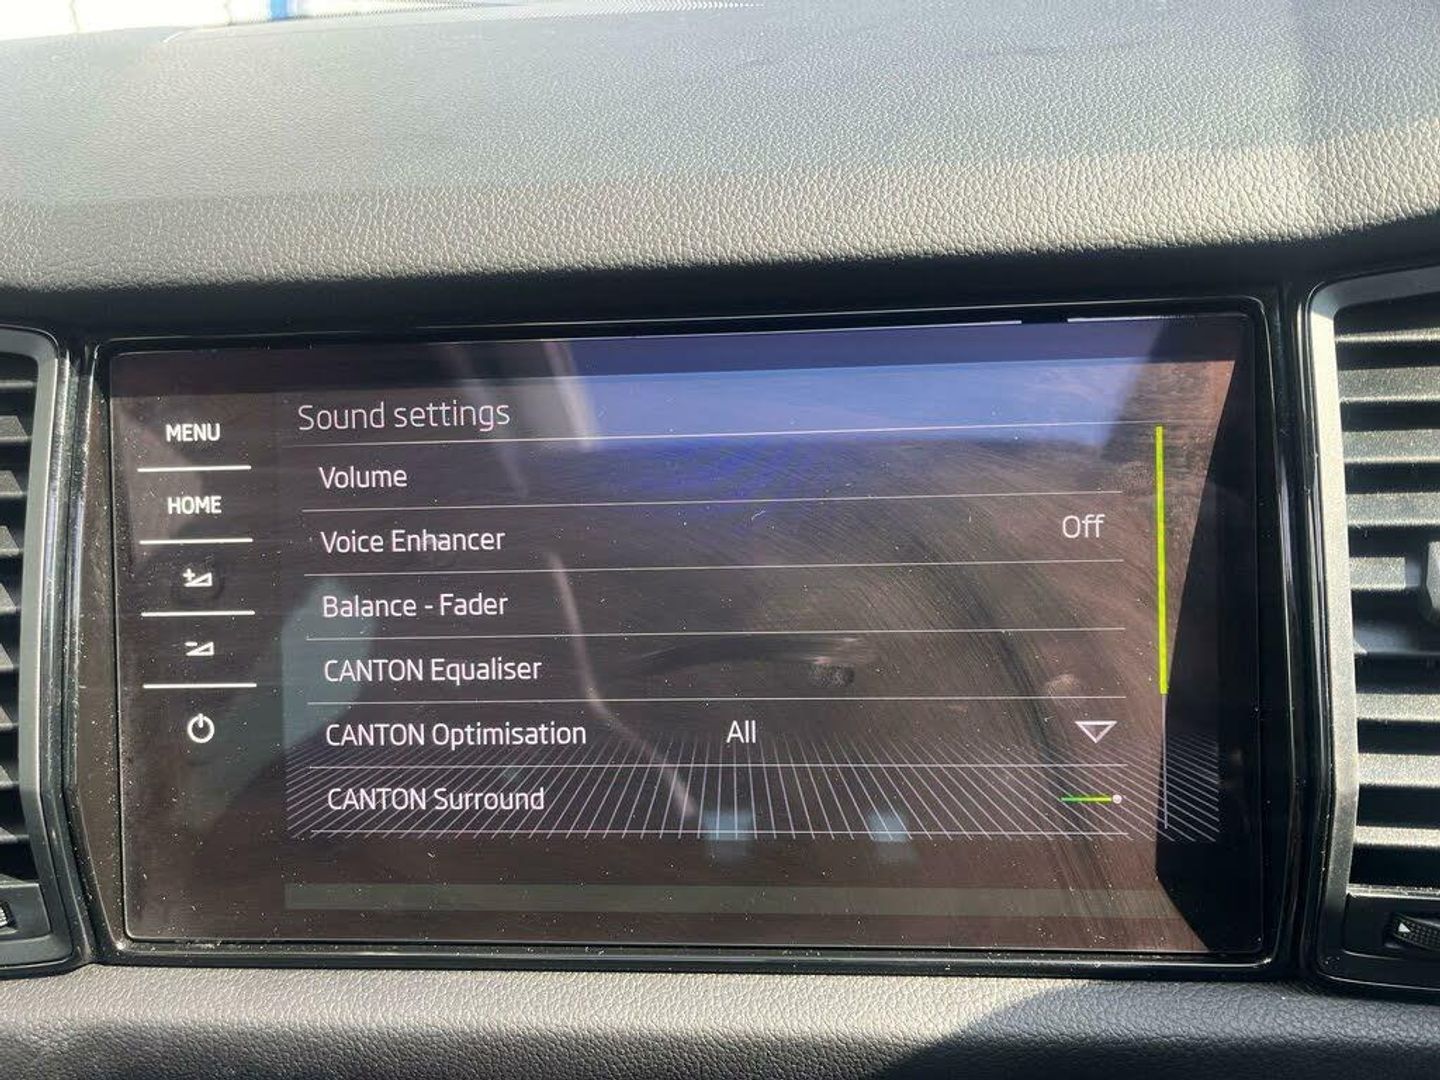 MENU
HOME
Sound settings
Volume
Voice Enhancer Off
Balance - Fader
CANTON Equaliser
CANTON Optimisation All
CANTON Surround